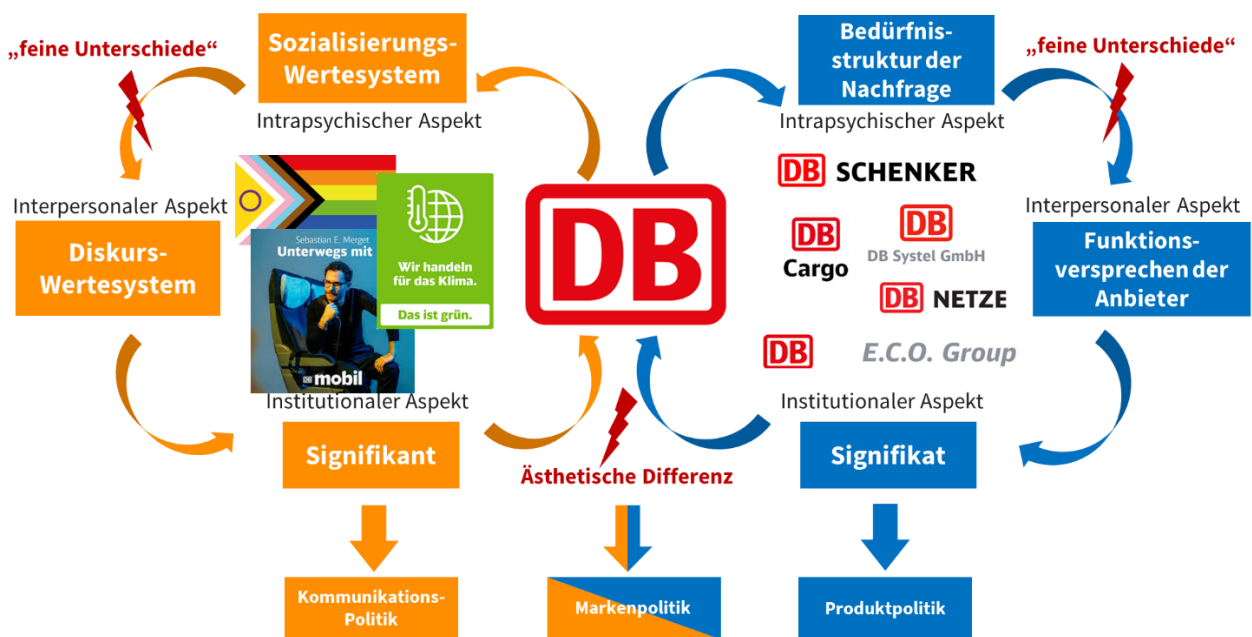 „feine Unterschiede“
Sozialisierungs-
Wertesystem
Intrapsychischer Aspekt
Interpersonaler Aspekt
Diskurs-
Wertesystem
Sebastian E. Merget
Unterwegs mit
DB mobil
Wir handeln
für das Klima.
Das ist grün.
Institutionaler Aspekt
Signifikant
DB
Ästhetische Differenz
Bedürfnis-
struktur der
Nachfrage
Intrapsychischer Aspekt
„feine Unterschiede“
DB SCHENKER
DB
Cargo
DB
DB Systel GmbH
DB NETZE
DB
E.C.O. Group
Interpersonaler Aspekt
Funktions-
versprechen der
Anbieter
Institutionaler Aspekt
Signifikat
Kommunikations-
Politik
Markenpolitik
Produktpolitik